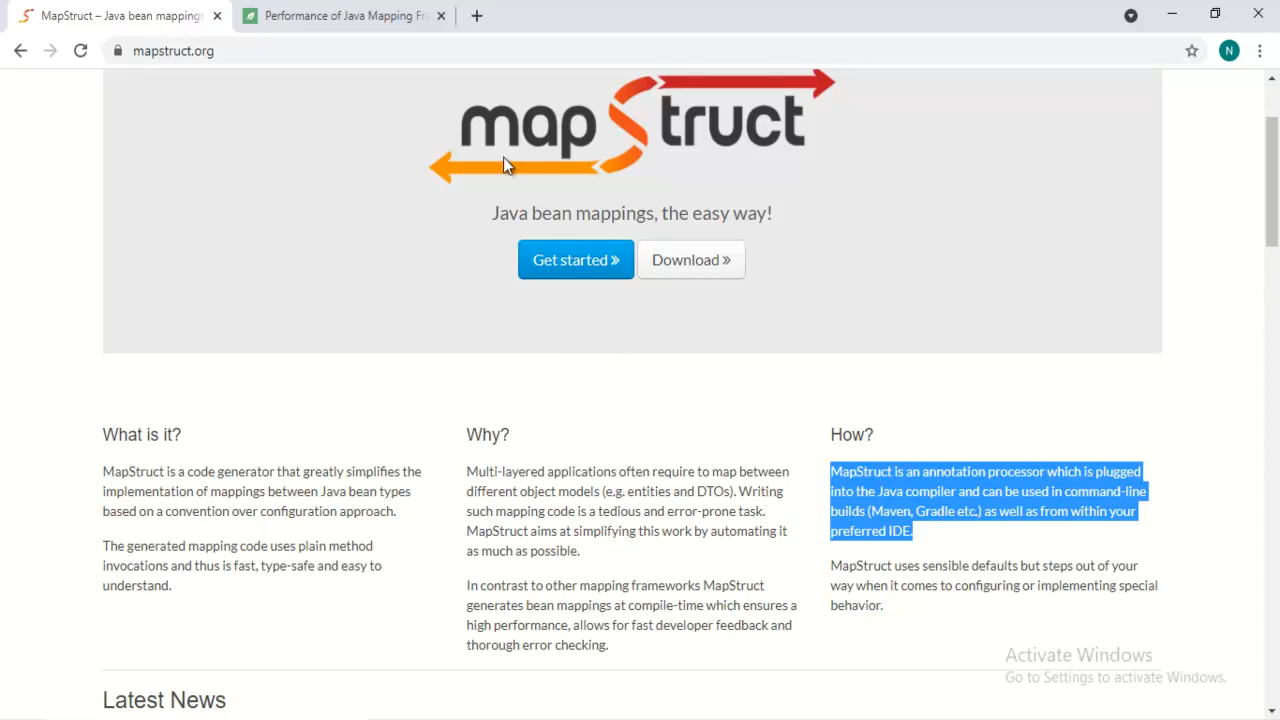 MapStruct – Java bean mappings
Performance of Java Mapping Fr
mapstruct.org
N
mapStruct
Java bean mappings, the easy way!
Get started »
Download »
What is it?
MapStruct is a code generator that greatly simplifies the
implementation of mappings between Java bean types
based on a convention over configuration approach.
The generated mapping code uses plain method
invocations and thus is fast, type-safe and easy to
understand.
Why?
Multi-layered applications often require to map between
different object models (e.g. entities and DTOs). Writing
such mapping code is a tedious and error-prone task.
MapStruct aims at simplifying this work by automating it
as much as possible.
In contrast to other mapping frameworks MapStruct
generates bean mappings at compile-time which ensures a
high performance, allows for fast developer feedback and
thorough error checking.
How?
MapStruct is an annotation processor which is plugged
into the Java compiler and can be used in command-line
builds (Maven, Gradle etc.) as well as from within your
preferred IDE.
MapStruct uses sensible defaults but steps out of your
way when it comes to configuring or implementing special
behavior.
Activate Windows
Go to Settings to activate Windows.
Latest News